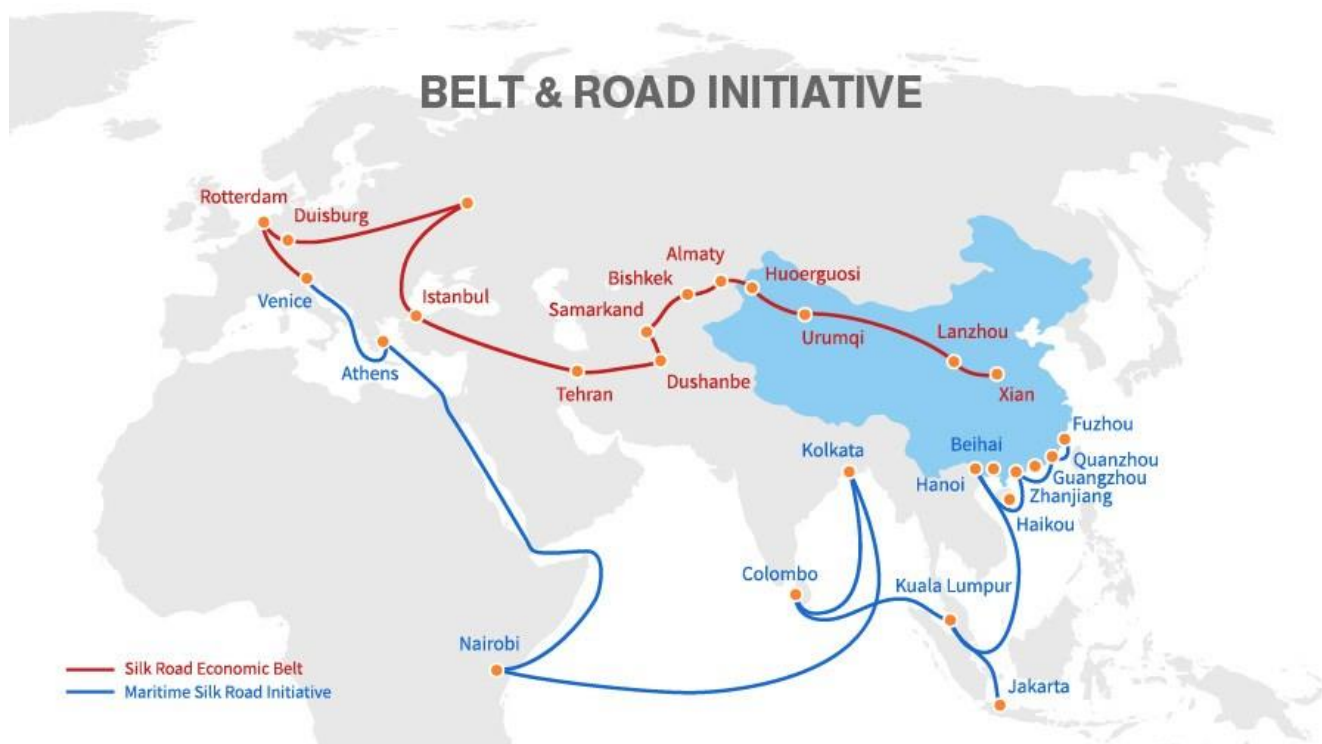 BELT & ROAD INITIATIVE
Rotterdam
Duisburg
Venice
Istanbul
Athens
Tehran
Dushanbe
Samarkand
Bishkek
Almaty
Huoerguosi
Urumqi
Lanzhou
Xian
Fuzhou
Quanzhou
Guangzhou
Zhanjiang
Haikou
Beihai
Hanoi
Kolkata
Colombo
Kuala Lumpur
Jakarta
Nairobi
Silk Road Economic Belt
Maritime Silk Road Initiative